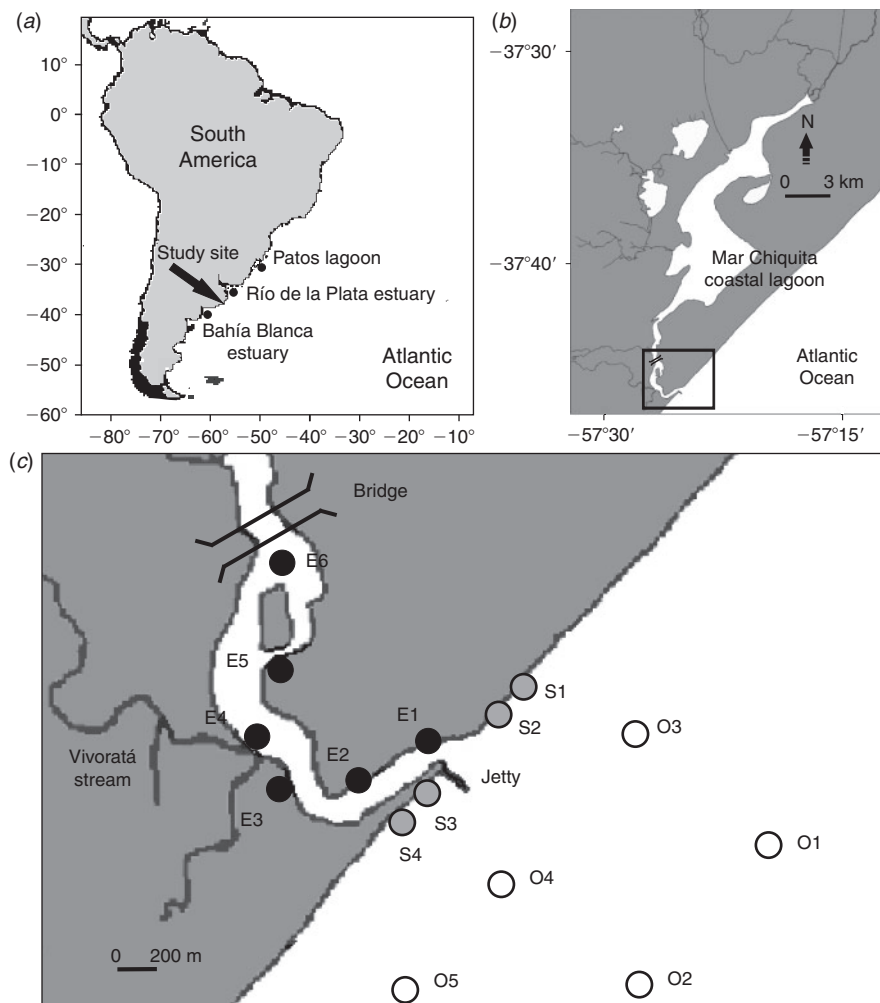 (a)
10°
0°
−10°
−20°
−30°
−40°
−50°
−60°
−80° −70° −60° −50° −40° −30° −20° −10°
South
America
Study site
Patos lagoon
Río de la Plata estuary
Bahía Blanca
estuary
Atlantic
Ocean
(b)
−37°30′
−37°40′
−57°30′ −57°15′
N
0 3 km
Mar Chiquita
coastal lagoon
Atlantic
Ocean
(c)
Bridge
E6
E5
E4
E1
S1
S2
O3
E2
Vivoratá
stream
Jetty
E3
S3
S4
O1
O4
0 200 m
O5
O2